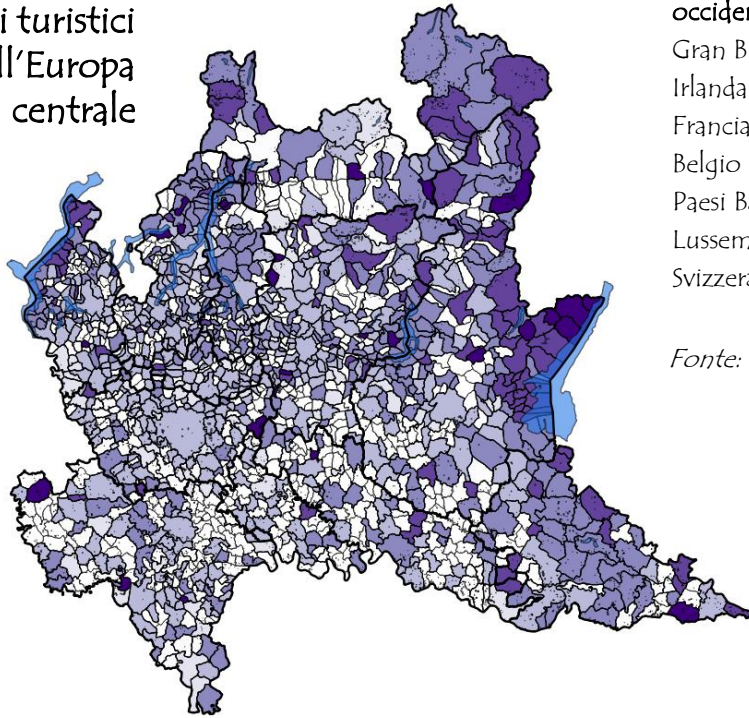 i turistici
ll'Europa
centrale
occiden
Gran B
Irlanda
Francia
Belgio
Paesi Ba
Lussem
Svizzera
Fonte: